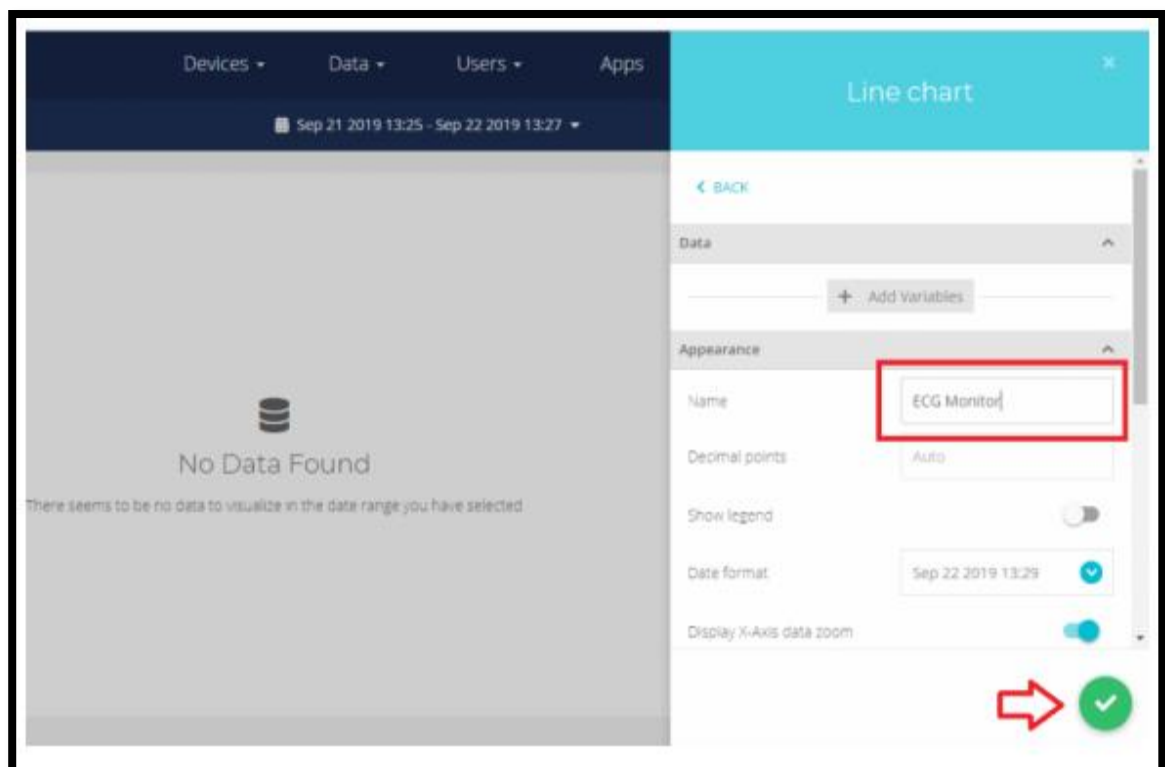 Devices Data Users Apps
Sep 21 2019 13:25 - Sep 22 2019 13:27
No Data Found
There seems to be no data to visualize in the date range you have selected
×
Line chart
< BACK
Data
+ Add Variables
Appearance
Name ECG Monitor
Decimal points Auto
Show legend
Date format Sep 22 2019 13:29
Display X-Axis data zoom